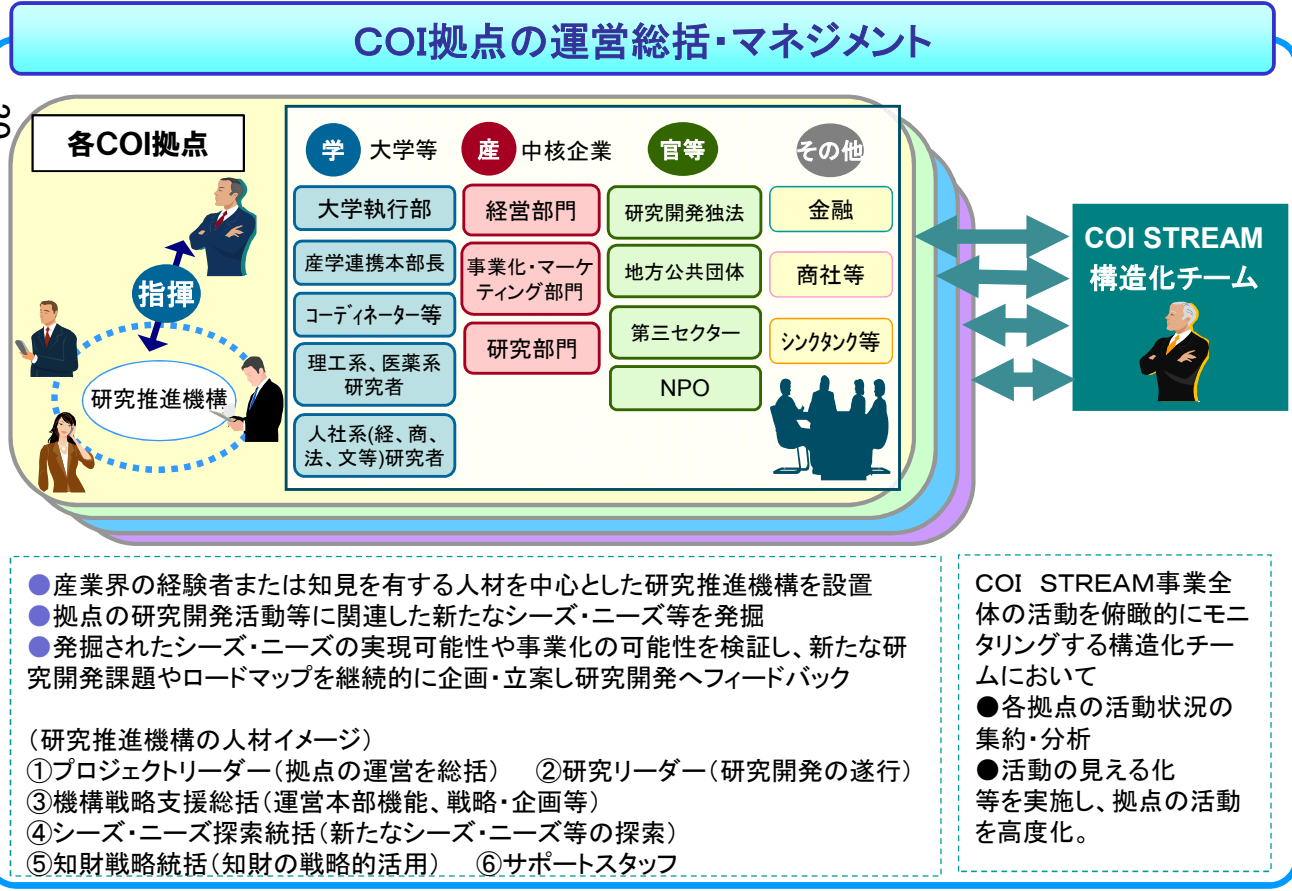 COI拠点の運営総括・マネジメント
20
各COI拠点
指揮
研究推進機構
学 大学等
大学執行部
産学連携本部長
コーディネーター等
理工系、医薬系
研究者
人社系(経、商、
法、文等)研究者
産 中核企業
経営部門
事業化・マーケ
ティング部門
研究部門
官等
研究開発独法
地方公共団体
第三セクター
NPO
その他
金融
商社等
シンクタンク等
COI STREAM
構造化チーム
●産業界の経験者または知見を有する人材を中心とした研究推進機構を設置
●拠点の研究開発活動等に関連した新たなシーズ・ニーズ等を発掘
●発掘されたシーズ・ニーズの実現可能性や事業化の可能性を検証し、新たな研
究開発課題やロードマップを継続的に企画・立案し研究開発へフィードバック
（研究推進機構の人材イメージ）
①プロジェクトリーダー（拠点の運営を総括） ②研究リーダー（研究開発の遂行）
③機構戦略支援総括（運営本部機能、戦略・企画等）
④シーズ・ニーズ探索統括（新たなシーズ・ニーズ等の探索）
⑤知財戦略統括（知財の戦略的活用） ⑥サポートスタッフ
COI STREAM事業全
体の活動を俯瞰的にモニ
タリングする構造化チー
ムにおいて
●各拠点の活動状況の
集約・分析
●活動の見える化
等を実施し、拠点の活動
を高度化。